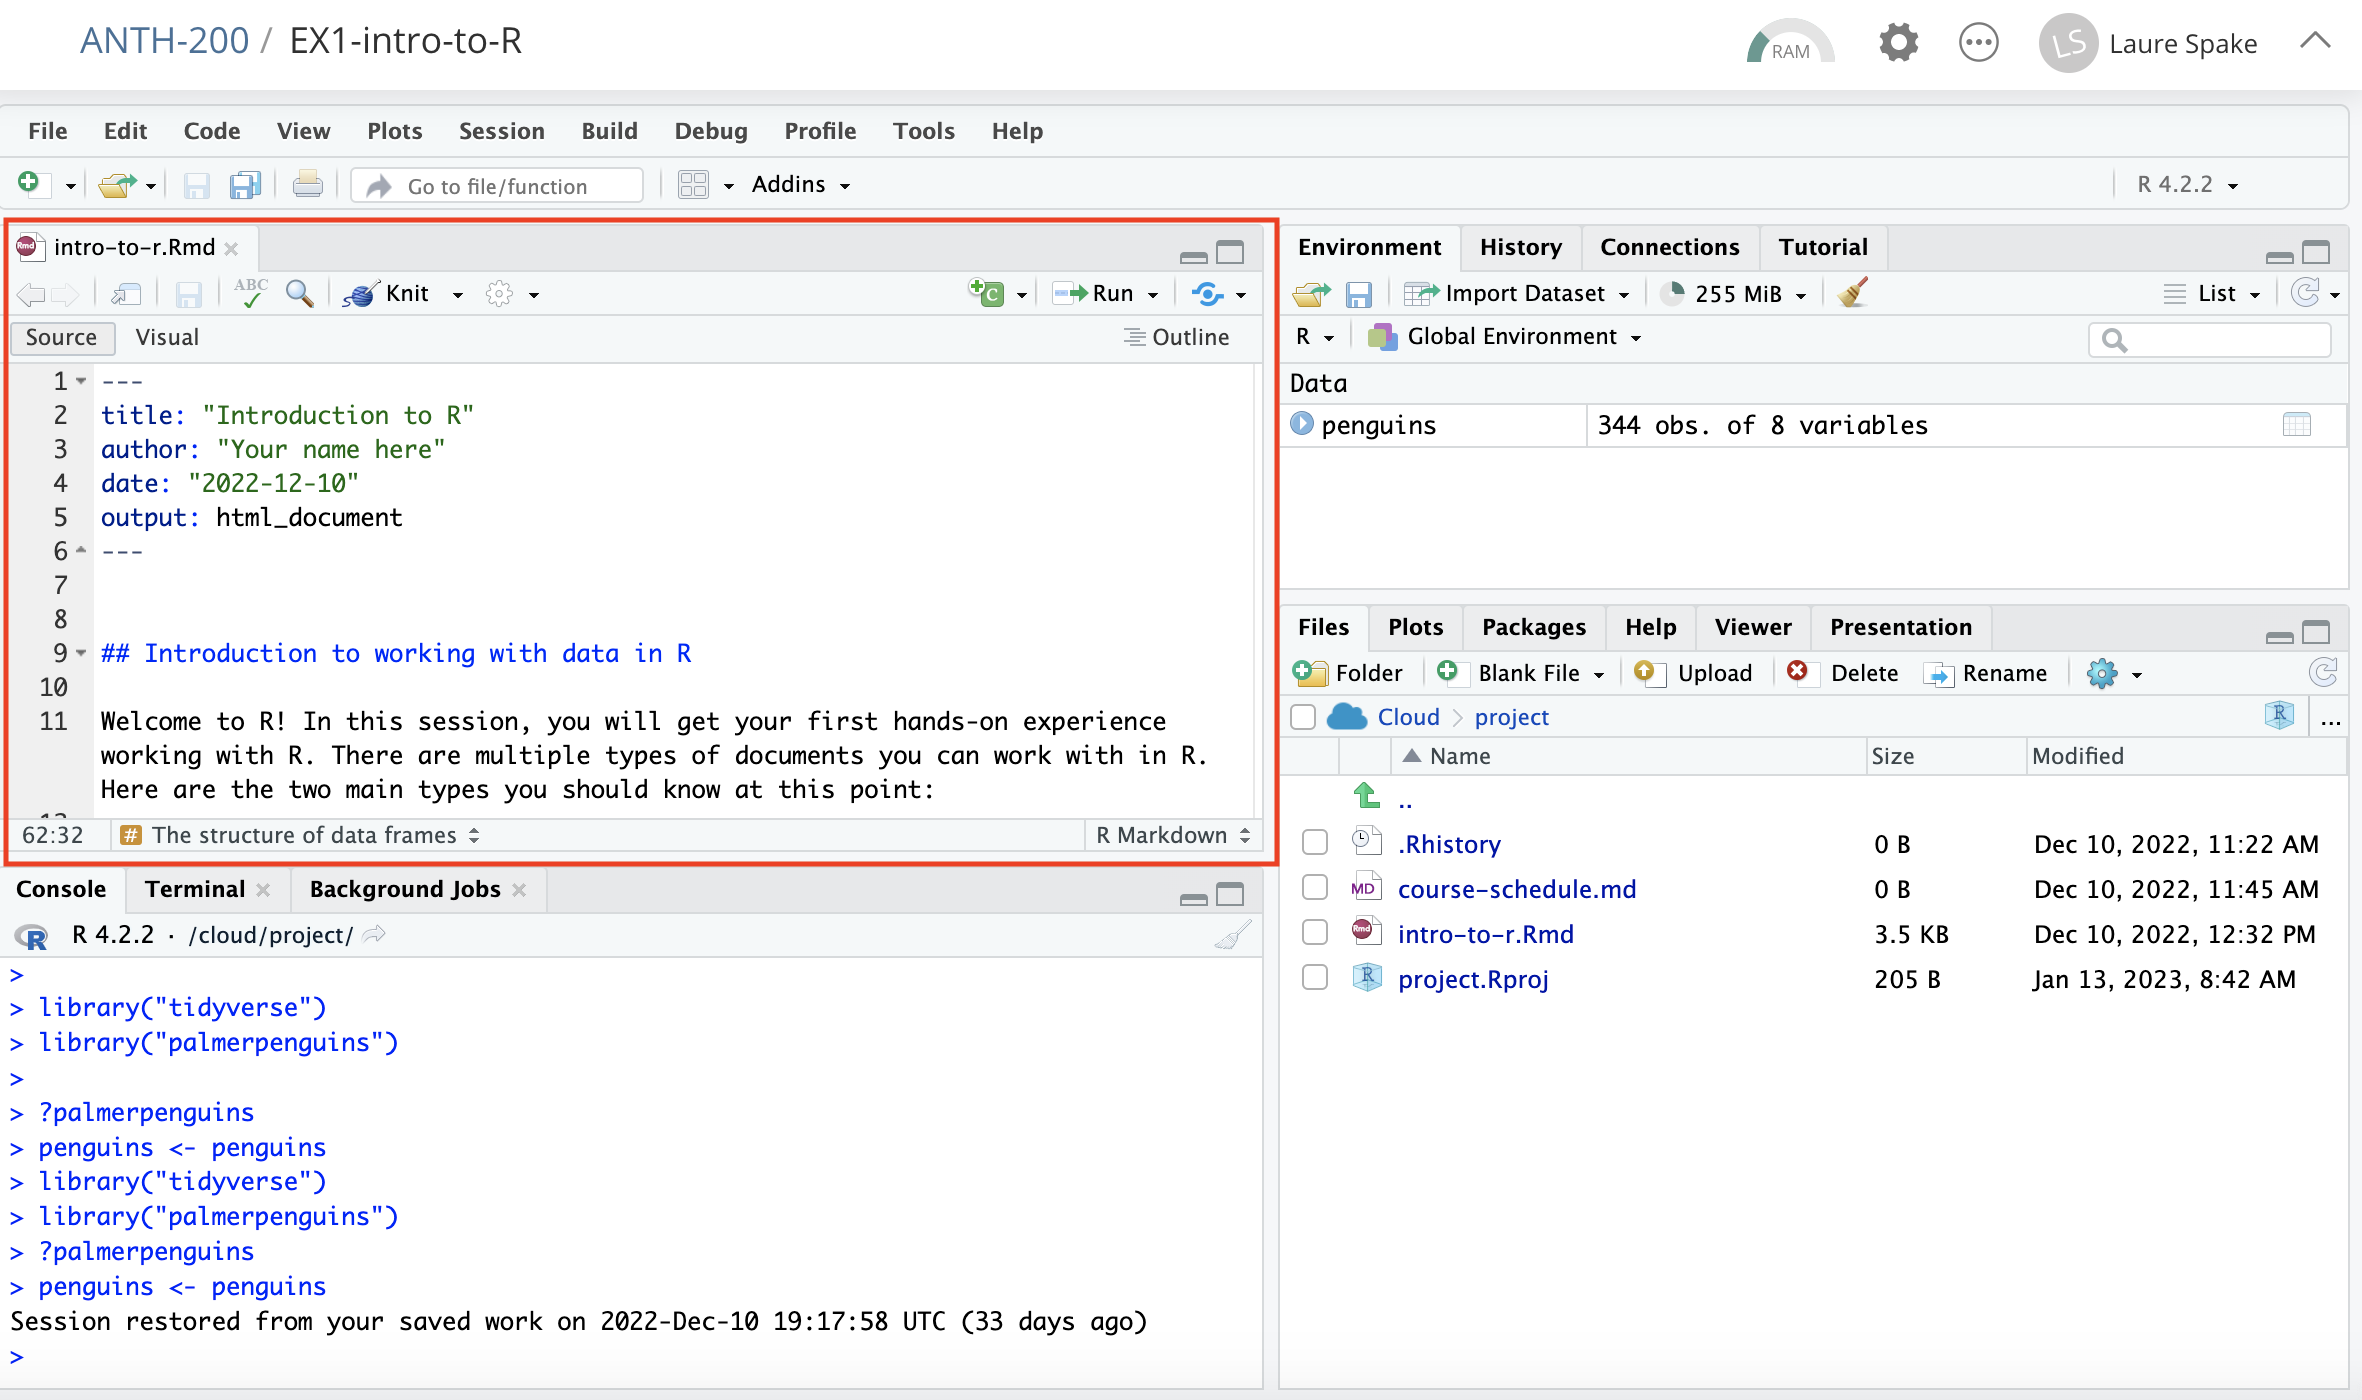 ANTH-200 / EX1-intro-to-R
RAM
LS Laure Spake
File Edit Code View Plots Session Build Debug Profile Tools Help
Go to file/function
Addins
R 4.2.2
Rmd intro-to-r.Rmd
ABC Knit
C Run
Source Visual
Outline
1 ---
2 title: "Introduction to R"
3 author: "Your name here"
4 date: "2022-12-10"
5 output: html_document
6 ---
7
8
9 ## Introduction to working with data in R
10
11 Welcome to R! In this session, you will get your first hands-on experience
working with R. There are multiple types of documents you can work with in R.
Here are the two main types you should know at this point:
62:32 # The structure of data frames
R Markdown
Console Terminal Background Jobs
R R 4.2.2 · /cloud/project/
>
> library("tidyverse")
> library("palmerpenguins")
>
> ?palmerpenguins
> penguins <- penguins
> library("tidyverse")
> library("palmerpenguins")
> ?palmerpenguins
> penguins <- penguins
Session restored from your saved work on 2022-Dec-10 19:17:58 UTC (33 days ago)
>
Environment History Connections Tutorial
Import Dataset 255 MiB List
R Global Environment
Data
penguins 344 obs. of 8 variables
Files Plots Packages Help Viewer Presentation
Folder Blank File Upload Delete Rename
Cloud > project R ...
Name Size Modified
..
.Rhistory 0 B Dec 10, 2022, 11:22 AM
MD course-schedule.md 0 B Dec 10, 2022, 11:45 AM
Rmd intro-to-r.Rmd 3.5 KB Dec 10, 2022, 12:32 PM
R project.Rproj 205 B Jan 13, 2023, 8:42 AM